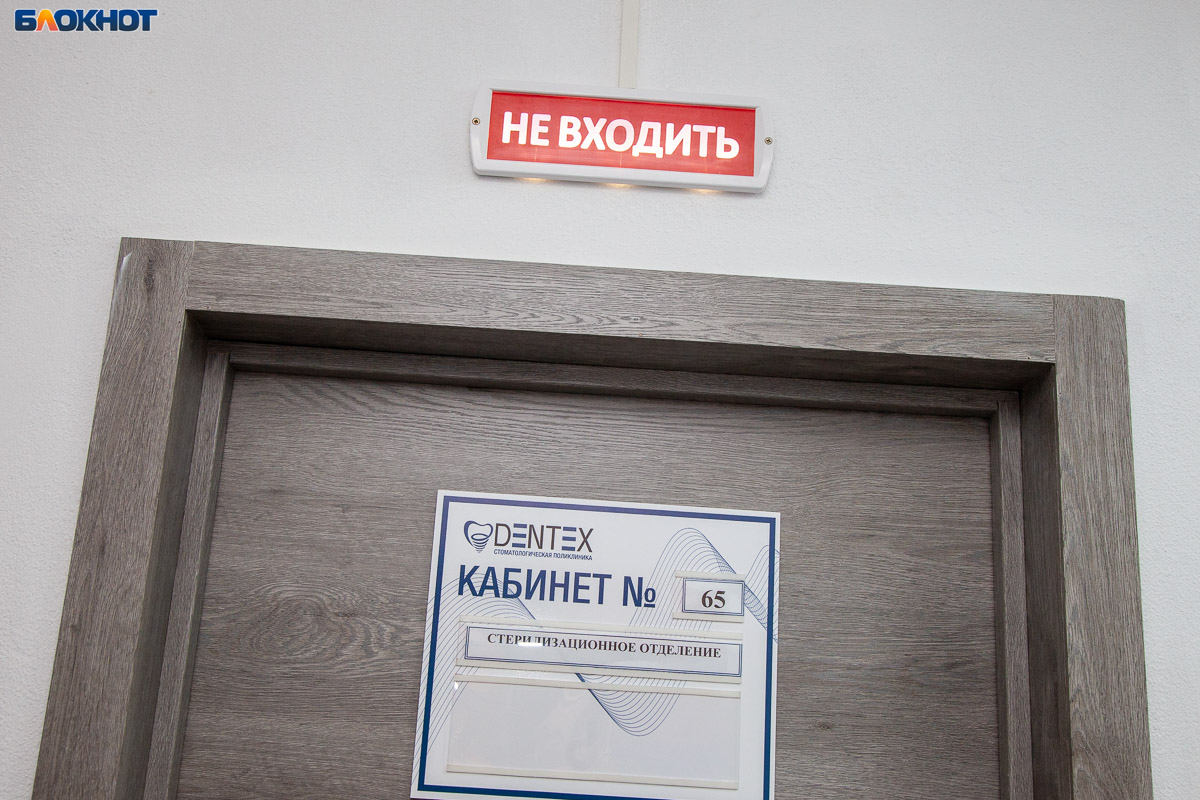 БЛОКНОТ
НЕ ВХОДИТЬ
DENTEX
СТОМАТОЛОГИЧЕСКАЯ ПОЛИКЛИНИКА
КАБИНЕТ № 65
СТЕРИЛИЗАЦИОННОЕ ОТДЕЛЕНИЕ